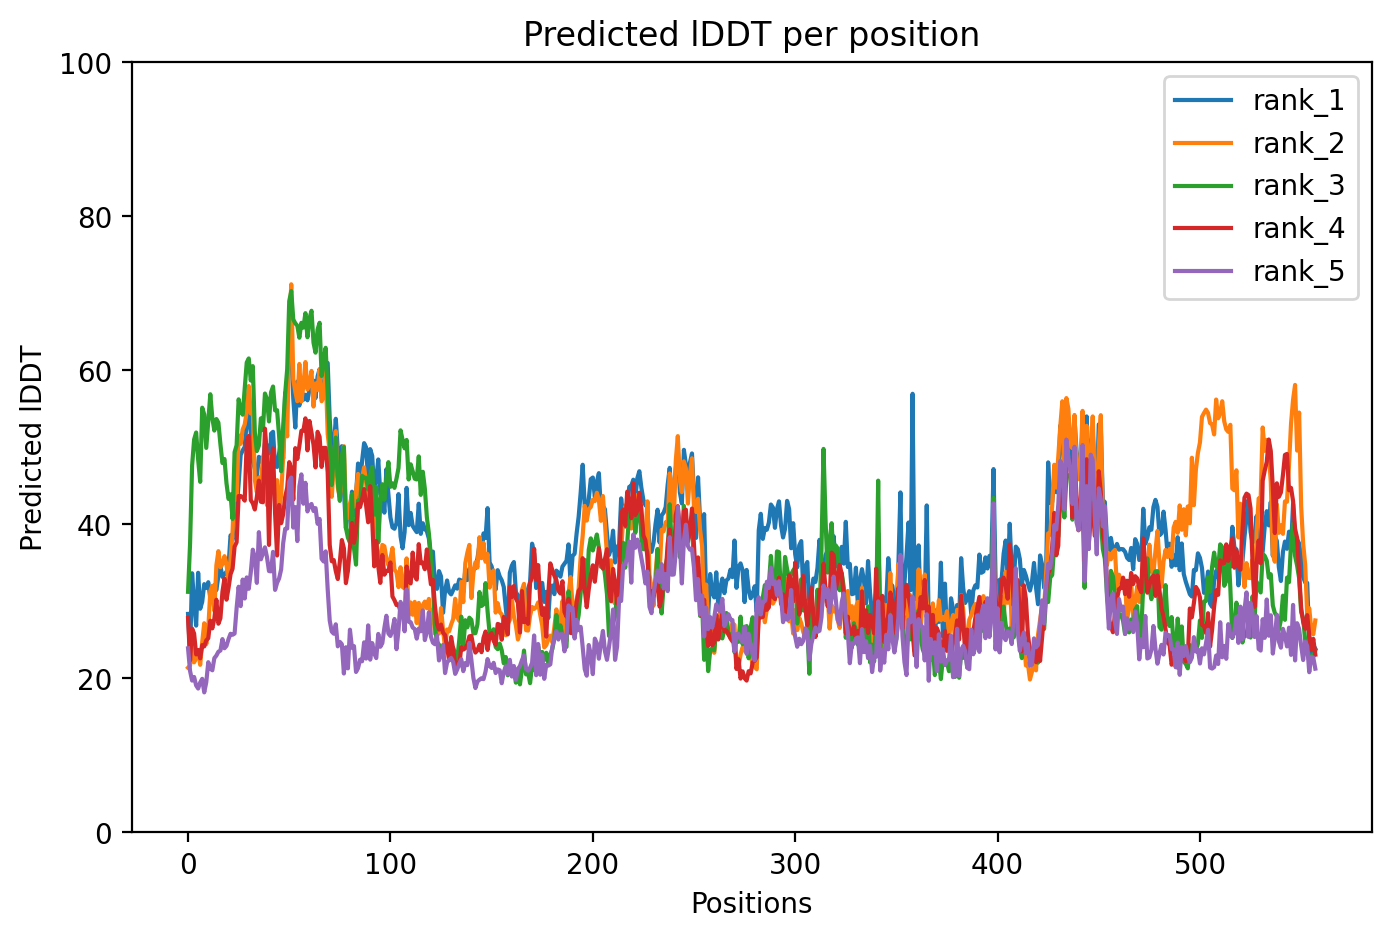 Predicted lDDT per position
100
80
60
40
20
0
Predicted lDDT
0 100 200 300 400 500
Positions
rank_1
rank_2
rank_3
rank_4
rank_5